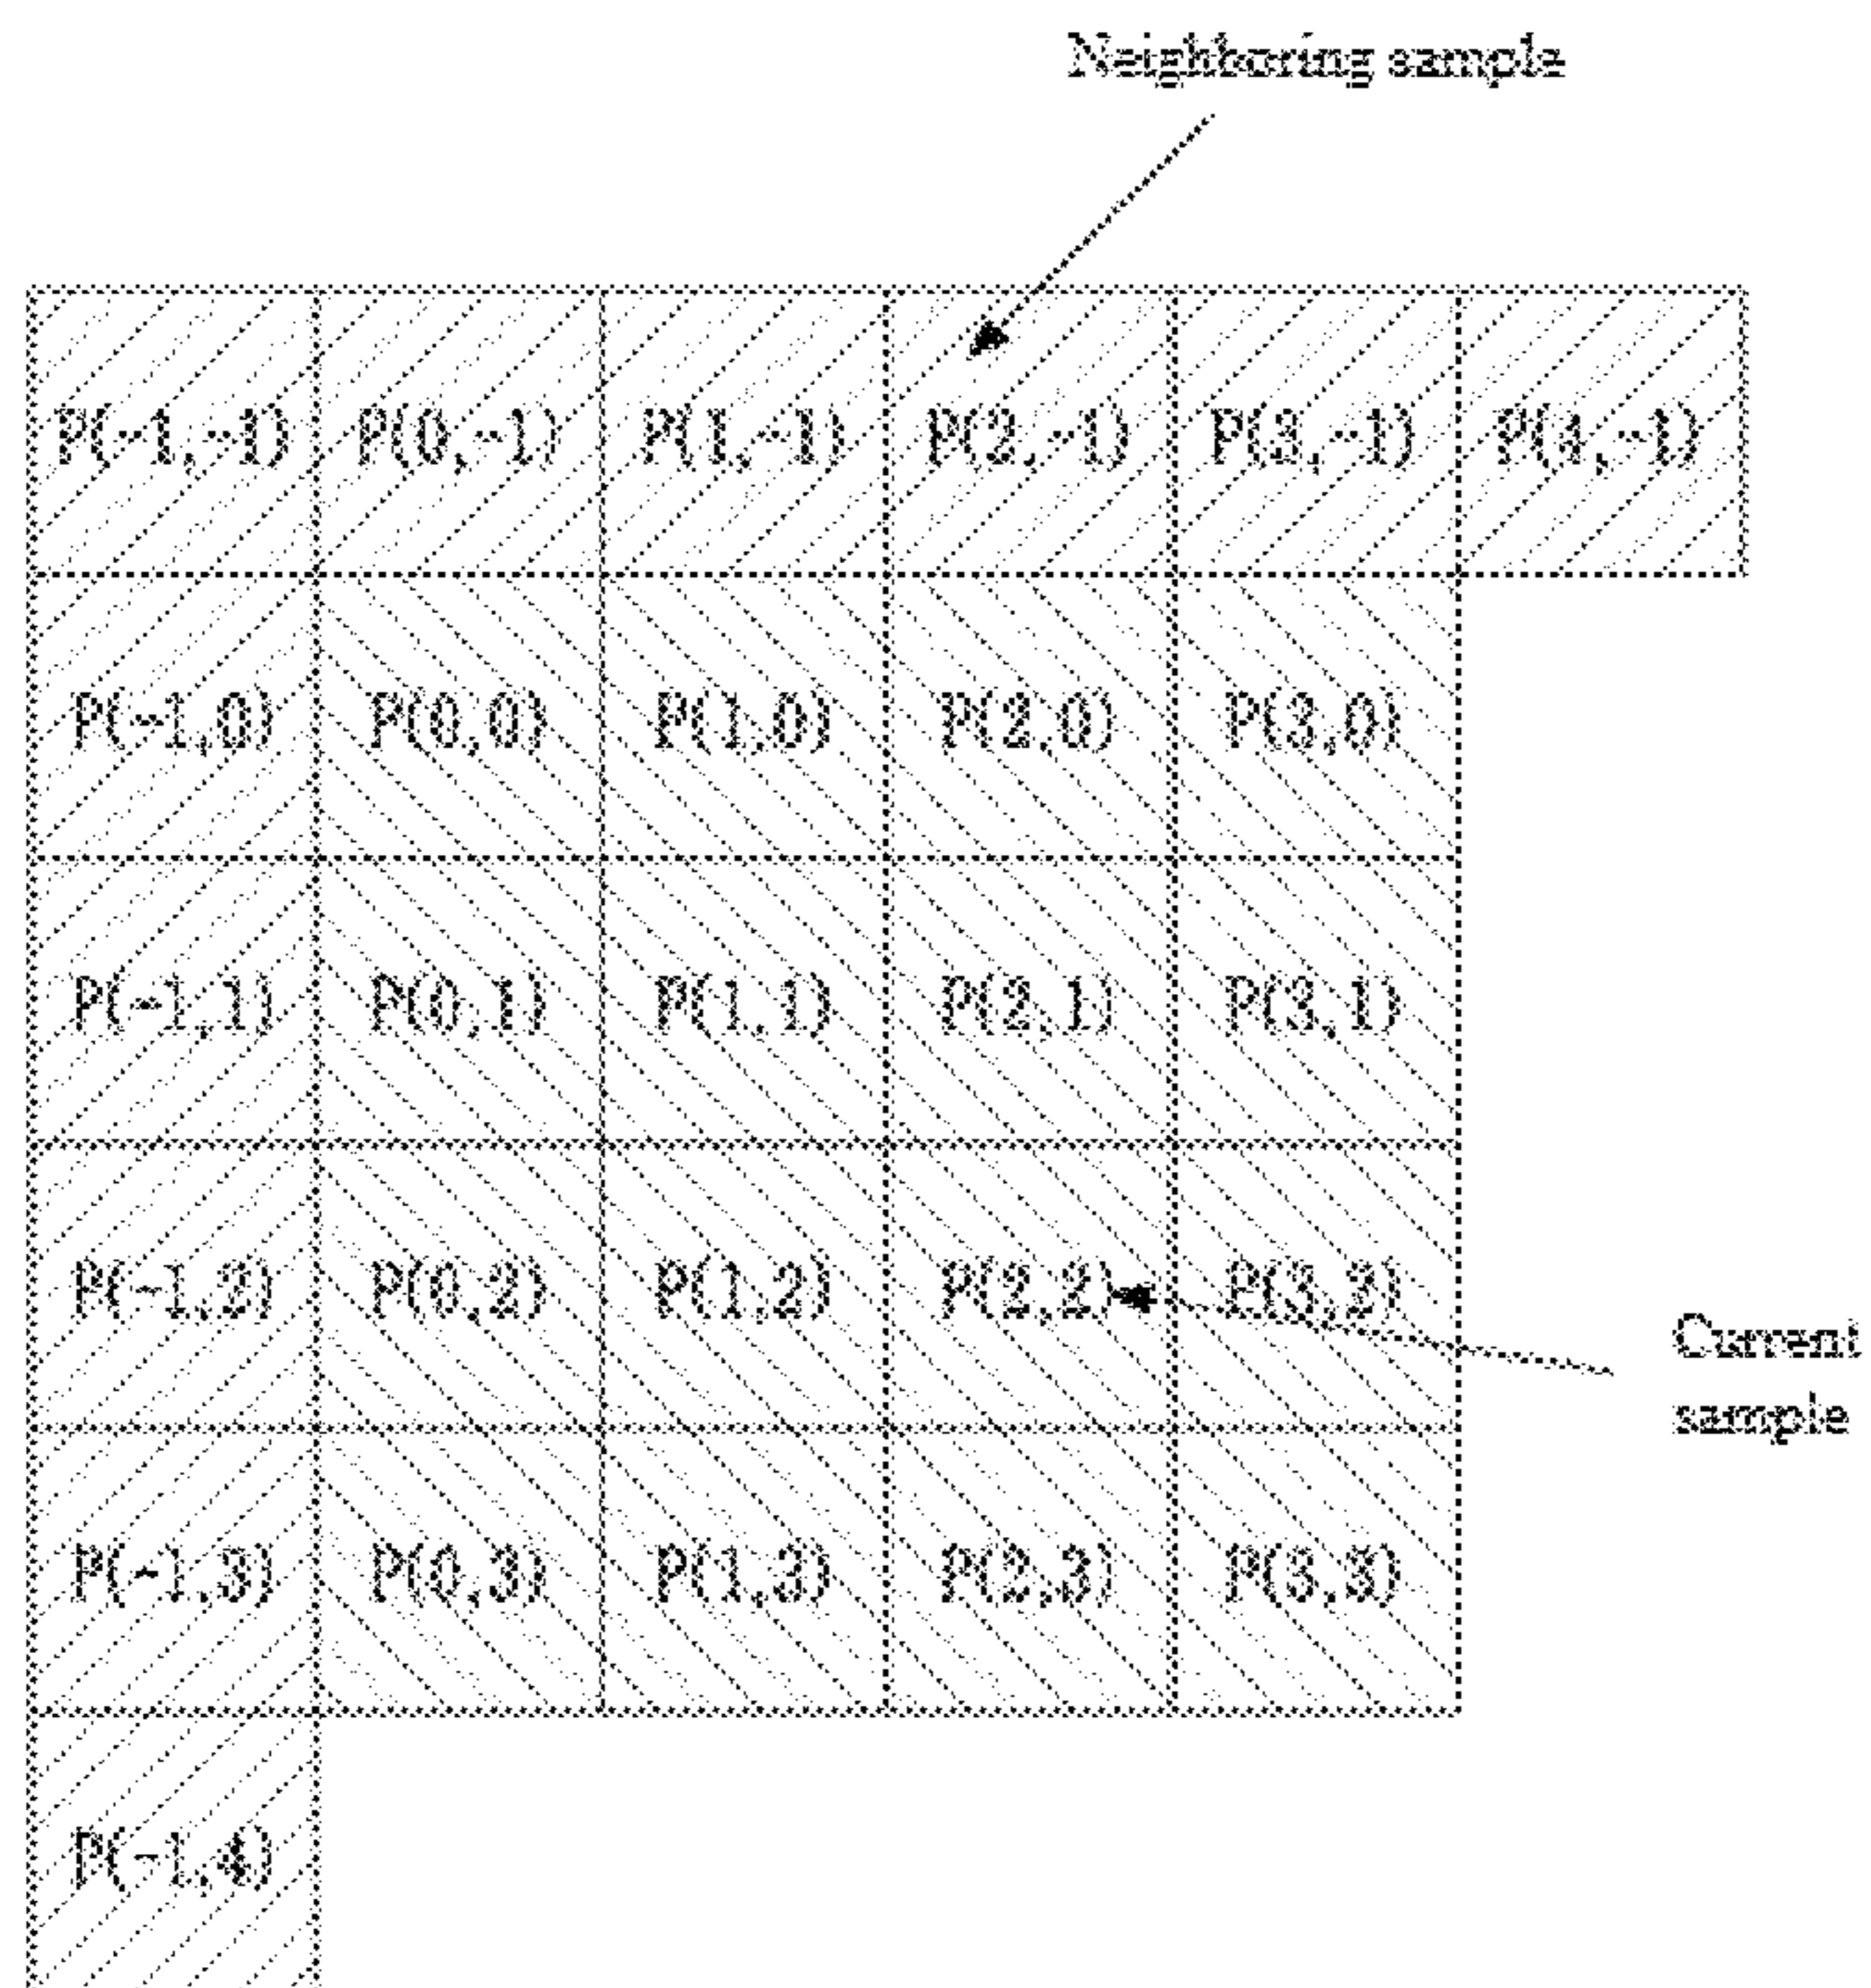 Neighboring sample
P(-1,-1) P(0,-1) P(1,-1) P(2,-1) P(3,-1) P(4,-1)
P(-1,0) P(0,0) P(1,0) P(2,0) P(3,0)
P(-1,1) P(0,1) P(1,1) P(2,1) P(3,1)
P(-1,2) P(0,2) P(1,2) P(2,2) P(3,2)
Current
sample
P(-1,3) P(0,3) P(1,3) P(2,3) P(3,3)
P(-1,4)